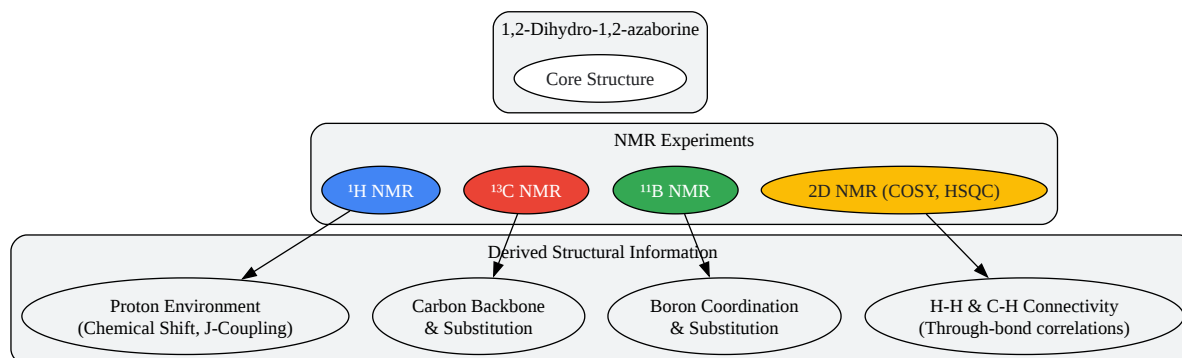 1,2-Dihydro-1,2-azaborine
Core Structure
NMR Experiments
¹H NMR
¹³C NMR
¹¹B NMR
2D NMR (COSY, HSQC)
Derived Structural Information
Proton Environment
(Chemical Shift, J-Coupling)
Carbon Backbone
& Substitution
Boron Coordination
& Substitution
H-H & C-H Connectivity
(Through-bond correlations)